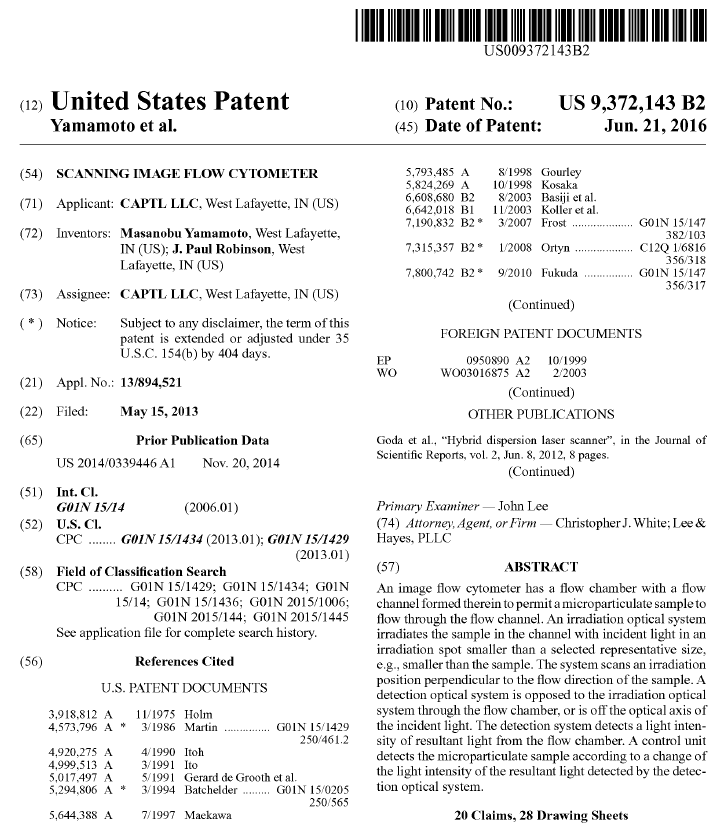 US009372143B2
(12) United States Patent
Yamamoto et al.
(10) Patent No.: US 9,372,143 B2
(45) Date of Patent: Jun. 21, 2016
(54) SCANNING IMAGE FLOW CYTOMETER
(71) Applicant: CAPTL LLC, West Lafayette, IN (US)
(72) Inventors: Masanobu Yamamoto, West Lafayette,
IN (US); J. Paul Robinson, West
Lafayette, IN (US)
(73) Assignee: CAPTL LLC, West Lafayette, IN (US)
( * ) Notice: Subject to any disclaimer, the term of this
patent is extended or adjusted under 35
U.S.C. 154(b) by 404 days.
(21) Appl. No.: 13/894,521
(22) Filed: May 15, 2013
(65) Prior Publication Data
US 2014/0339446 A1 Nov. 20, 2014
(51) Int. Cl.
G01N 15/14 (2006.01)
(52) U.S. Cl.
CPC ........ G01N 15/1434 (2013.01); G01N 15/1429
(2013.01)
(58) Field of Classification Search
CPC .......... G01N 15/1429; G01N 15/1434; G01N
15/14; G01N 15/1436; G01N 2015/1006;
G01N 2015/144; G01N 2015/1445
See application file for complete search history.
(56) References Cited
U.S. PATENT DOCUMENTS
3,918,812 A 11/1975 Holm
4,573,796 A * 3/1986 Martin .............. G01N 15/1429
250/461.2
4,920,275 A 4/1990 Itoh
4,999,513 A 3/1991 Ito
5,017,497 A 5/1991 Gerard de Grooth et al.
5,294,806 A * 3/1994 Batchelder ......... G01N 15/0205
250/565
5,644,388 A 7/1997 Maekawa
5,793,485 A 8/1998 Gourley
5,824,269 A 10/1998 Kosaka
6,608,680 B2 8/2003 Basiji et al.
6,642,018 B1 11/2003 Koller et al.
7,190,832 B2 * 3/2007 Frost .................... G01N 15/147
382/103
7,315,357 B2 * 1/2008 Ortyn ................... C12Q 1/6816
356/318
7,800,742 B2 * 9/2010 Fukuda ................ G01N 15/147
356/317
(Continued)
FOREIGN PATENT DOCUMENTS
EP 0950890 A2 10/1999
WO WO03016875 A2 2/2003
(Continued)
OTHER PUBLICATIONS
Goda et al., “Hybrid dispersion laser scanner”, in the Journal of
Scientific Reports, vol. 2, Jun. 8, 2012, 8 pages.
(Continued)
Primary Examiner — John Lee
(74) Attorney, Agent, or Firm — Christopher J. White; Lee &
Hayes, PLLC
(57) ABSTRACT
An image flow cytometer has a flow chamber with a flow
channel formed therein to permit a microparticulate sample to
flow through the flow channel. An irradiation optical system
irradiates the sample in the channel with incident light in an
irradiation spot smaller than a selected representative size,
e.g., smaller than the sample. The system scans an irradiation
position perpendicular to the flow direction of the sample. A
detection optical system is opposed to the irradiation optical
system through the flow chamber, or is off the optical axis of
the incident light. The detection system detects a light inten-
sity of resultant light from the flow chamber. A control unit
detects the microparticulate sample according to a change of
the light intensity of the resultant light detected by the detec-
tion optical system.
20 Claims, 28 Drawing Sheets